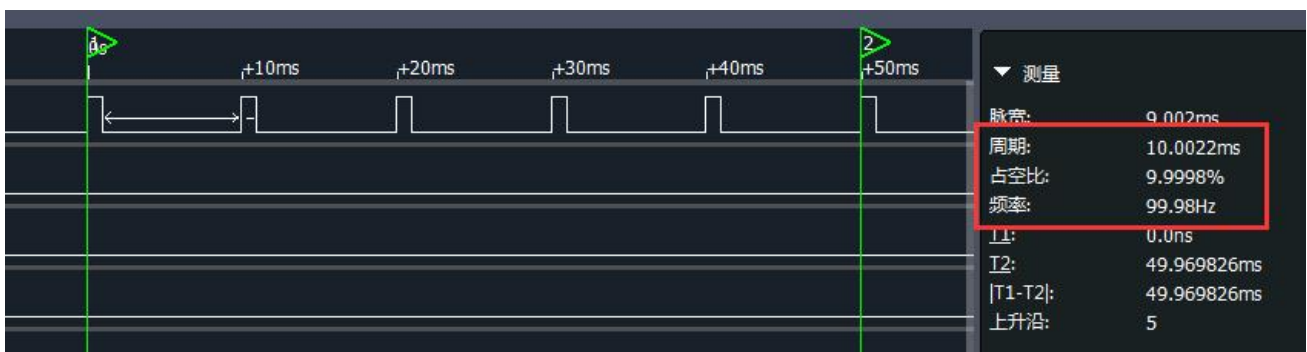 0s 2
+10ms +20ms +30ms +40ms +50ms
▼ 测量
脉宽: 9.002ms
周期: 10.0022ms
占空比: 9.9998%
频率: 99.98Hz
T1: 0.0ns
T2: 49.969826ms
|T1-T2|: 49.969826ms
上升沿: 5